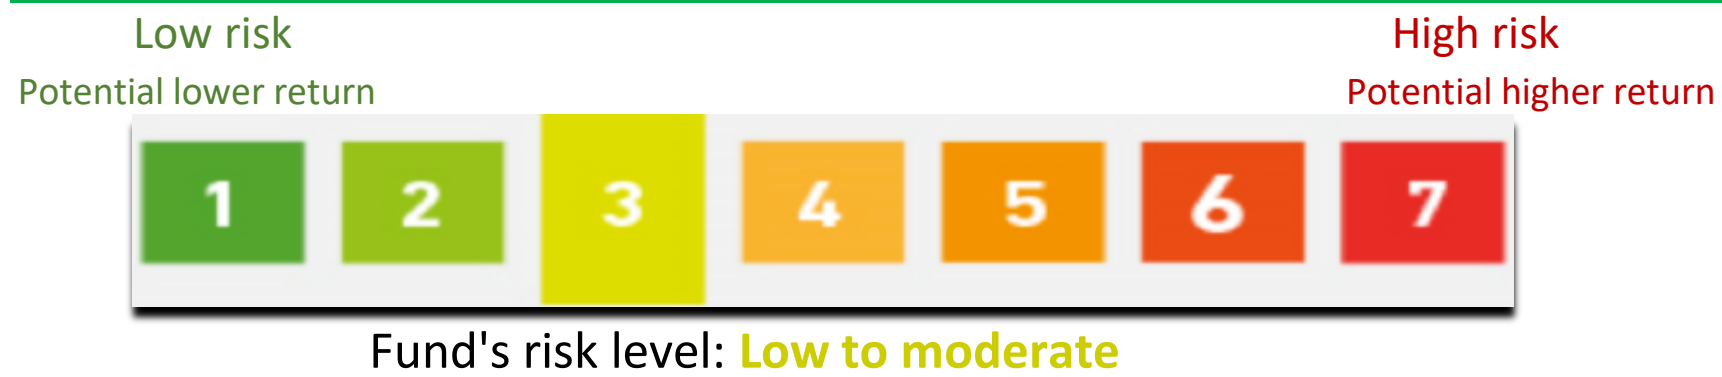 Low risk High risk
Potential lower return Potential higher return
1 2 3 4 5 6 7
Fund's risk level: Low to moderate